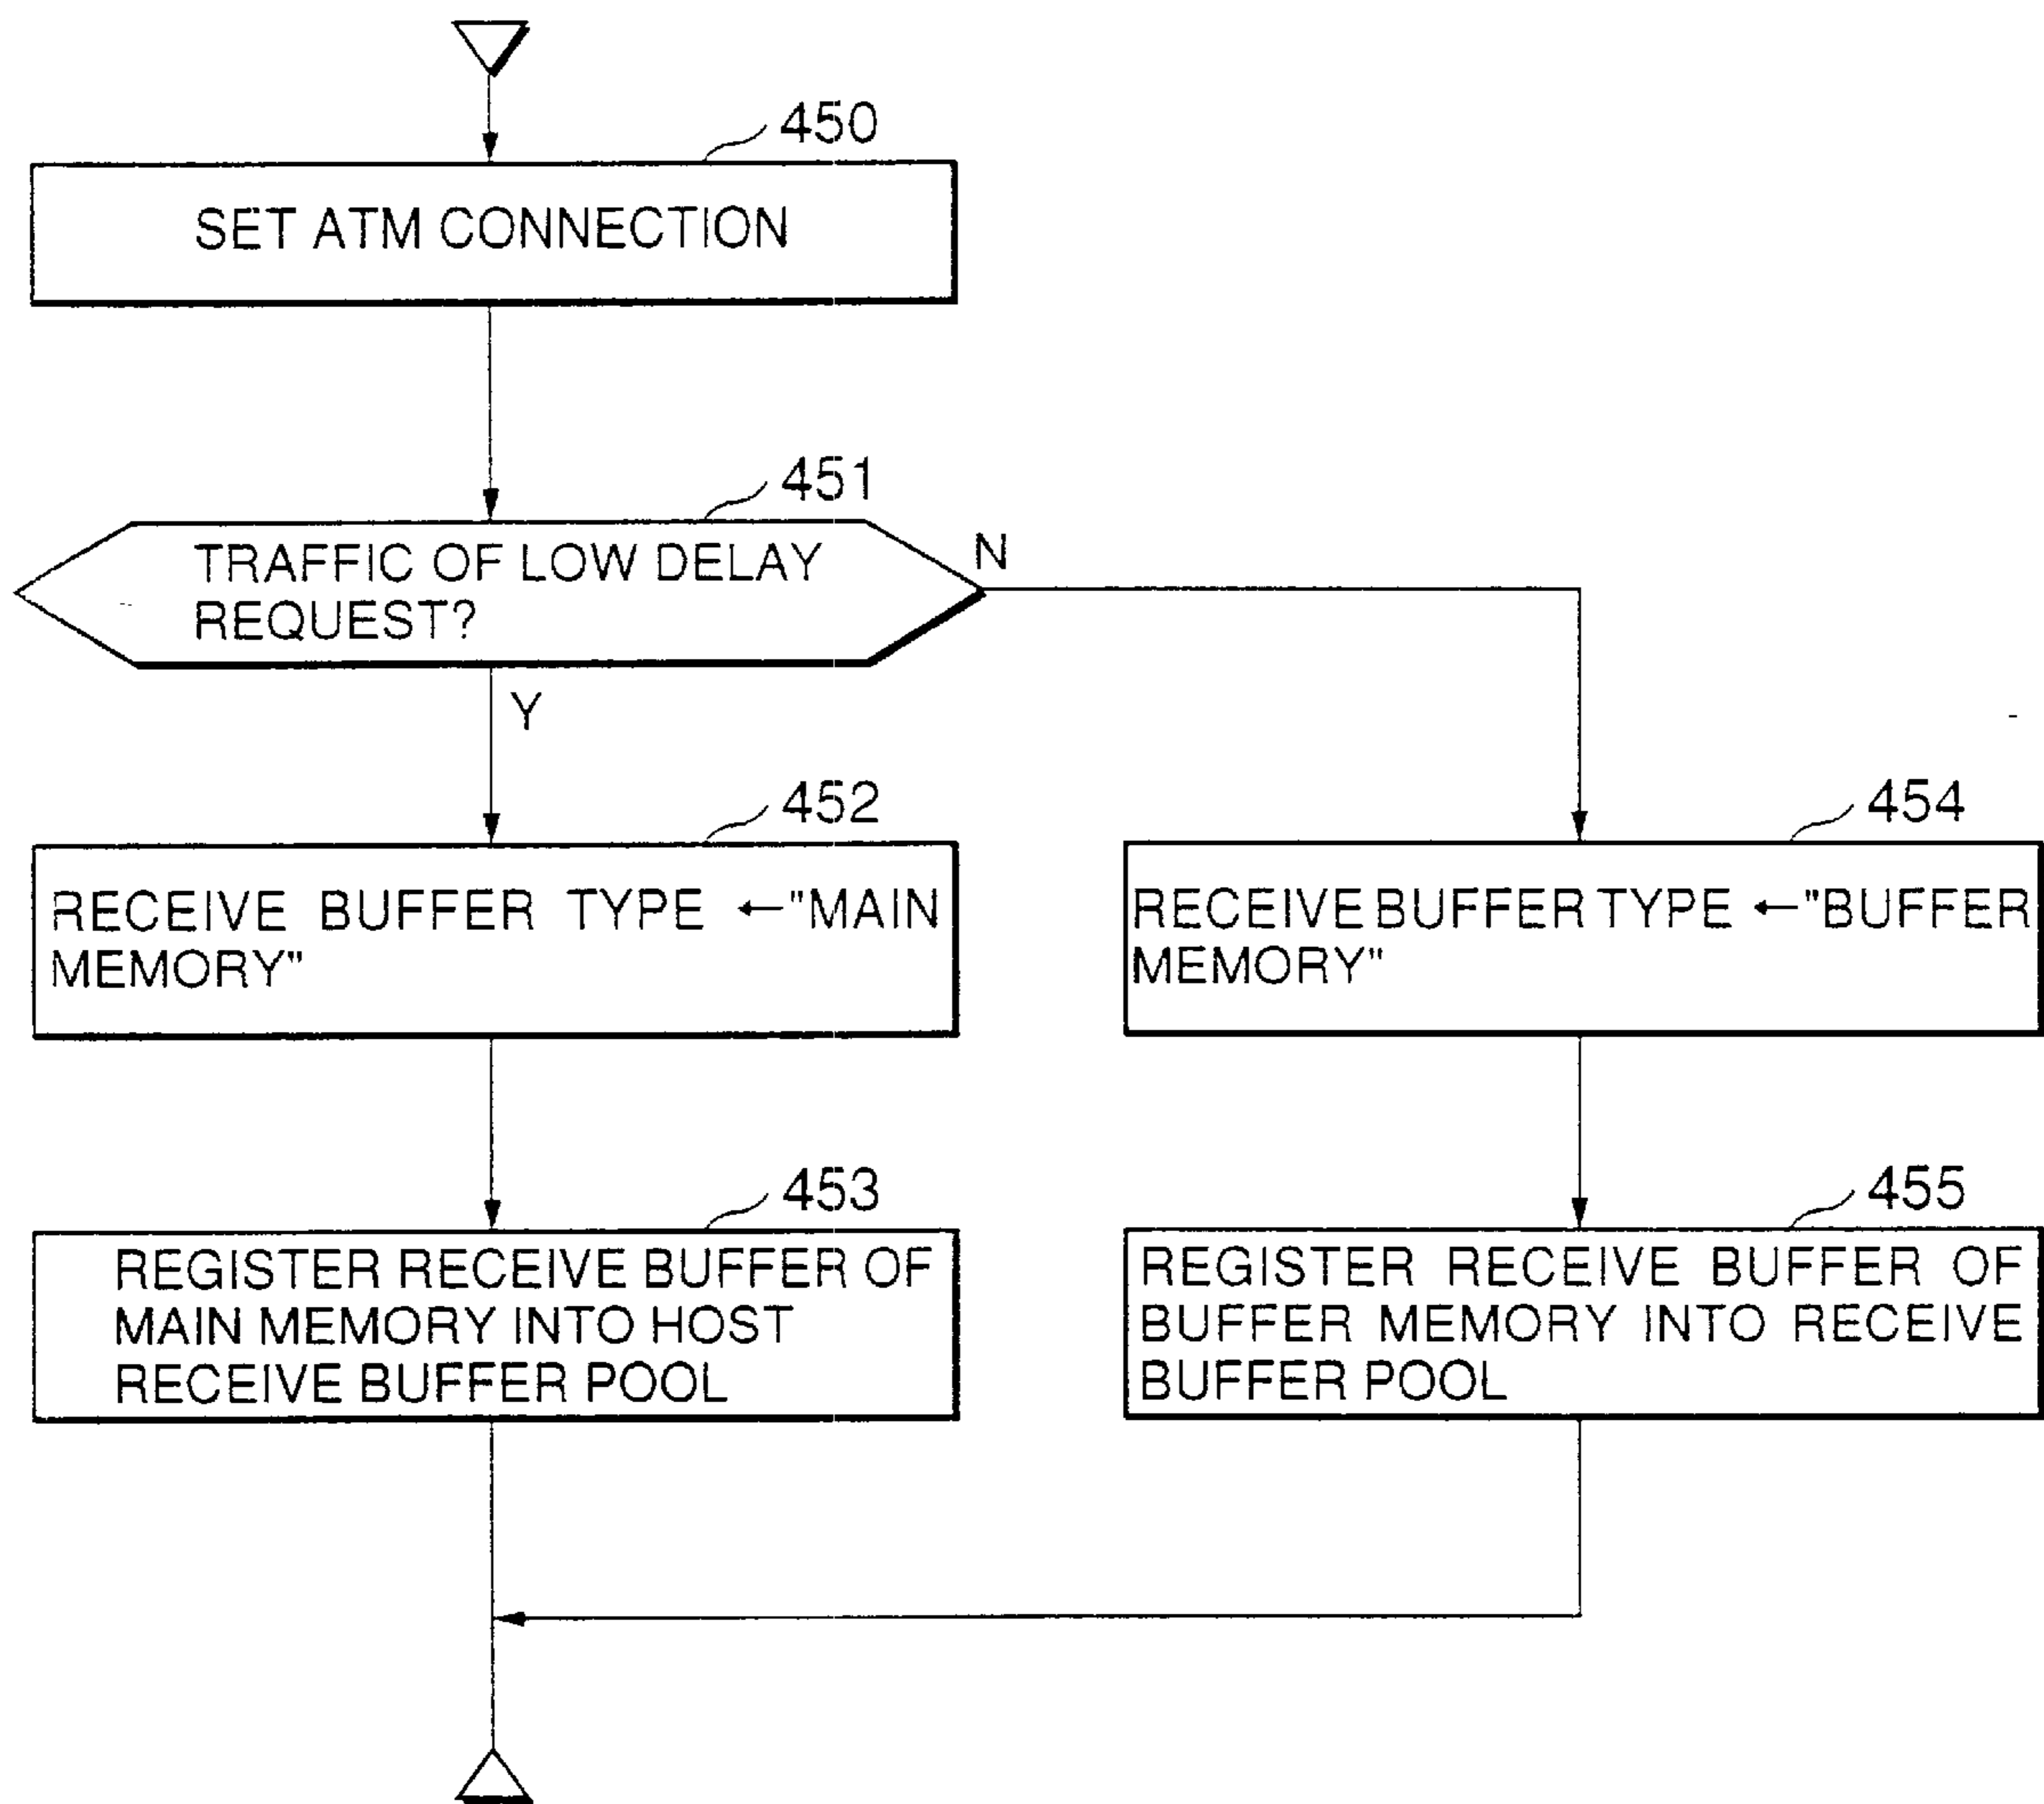 450
SET ATM CONNECTION
451
TRAFFIC OF LOW DELAY
REQUEST?
N
Y
452
RECEIVE BUFFER TYPE ←"MAIN
MEMORY"
454
RECEIVE BUFFER TYPE ←"BUFFER
MEMORY"
453
REGISTER RECEIVE BUFFER OF
MAIN MEMORY INTO HOST
RECEIVE BUFFER POOL
455
REGISTER RECEIVE BUFFER OF
BUFFER MEMORY INTO RECEIVE
BUFFER POOL